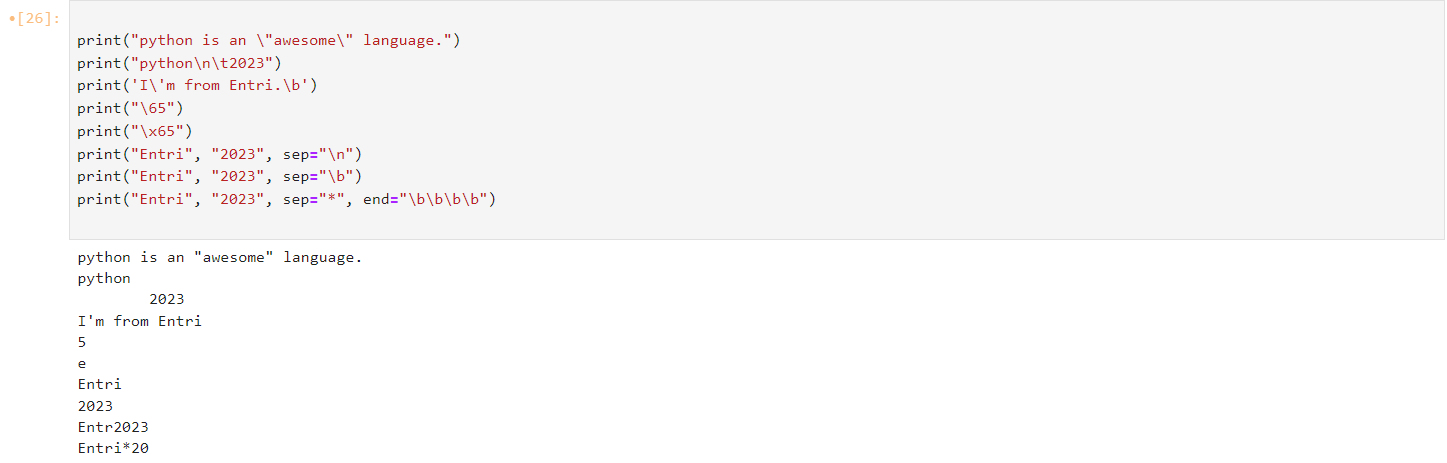 •[26]:
print("python is an \"awesome\" language.")
print("python\n\t2023")
print('I\'m from Entri.\b')
print("\65")
print("\x65")
print("Entri", "2023", sep="\n")
print("Entri", "2023", sep="\b")
print("Entri", "2023", sep="*", end="\b\b\b\b")
python is an "awesome" language.
python
        2023
I'm from Entri
5
e
Entri
2023
Entr2023
Entri*20